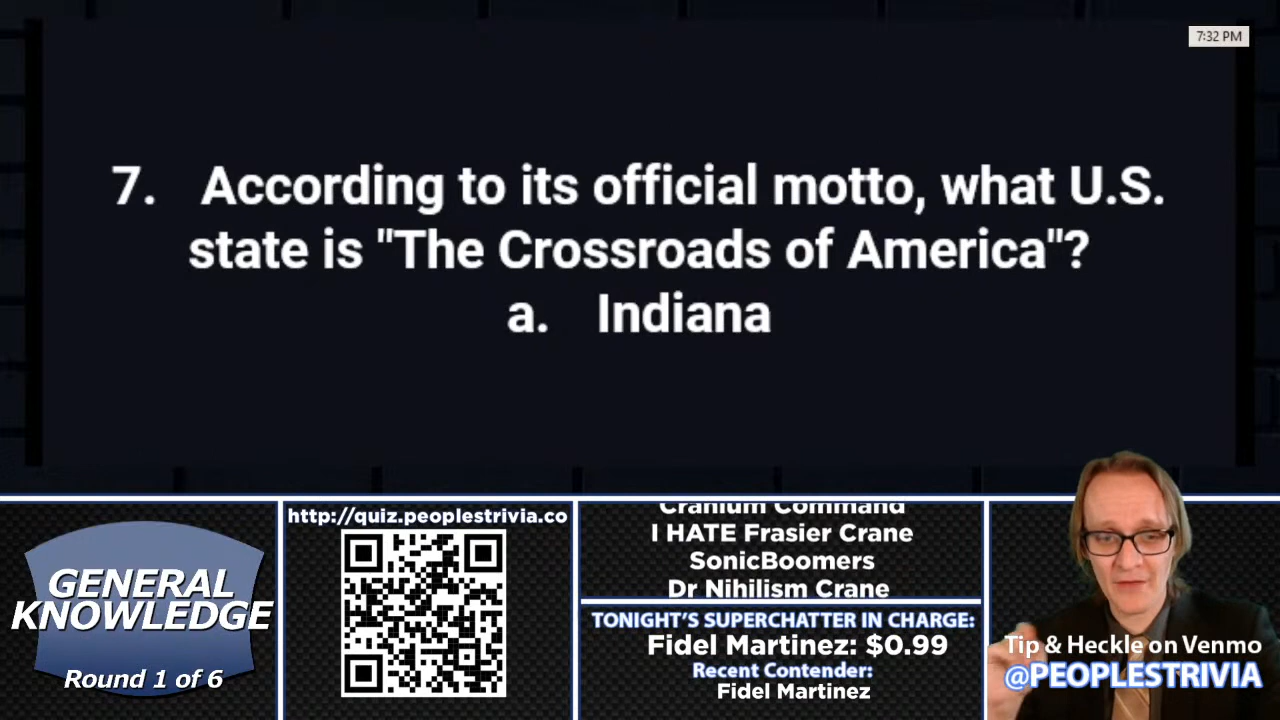 7:32 PM
7. According to its official motto, what U.S.
state is "The Crossroads of America"?
a. Indiana
GENERAL
KNOWLEDGE
Round 1 of 6
http://quiz.peoplestrivia.co
Cranium Command
I HATE Frasier Crane
SonicBoomers
Dr Nihilism Crane
TONIGHT'S SUPERCHATTER IN CHARGE:
Fidel Martinez: $0.99
Recent Contender:
Fidel Martinez
Tip & Heckle on Venmo
@PEOPLESTRIVIA